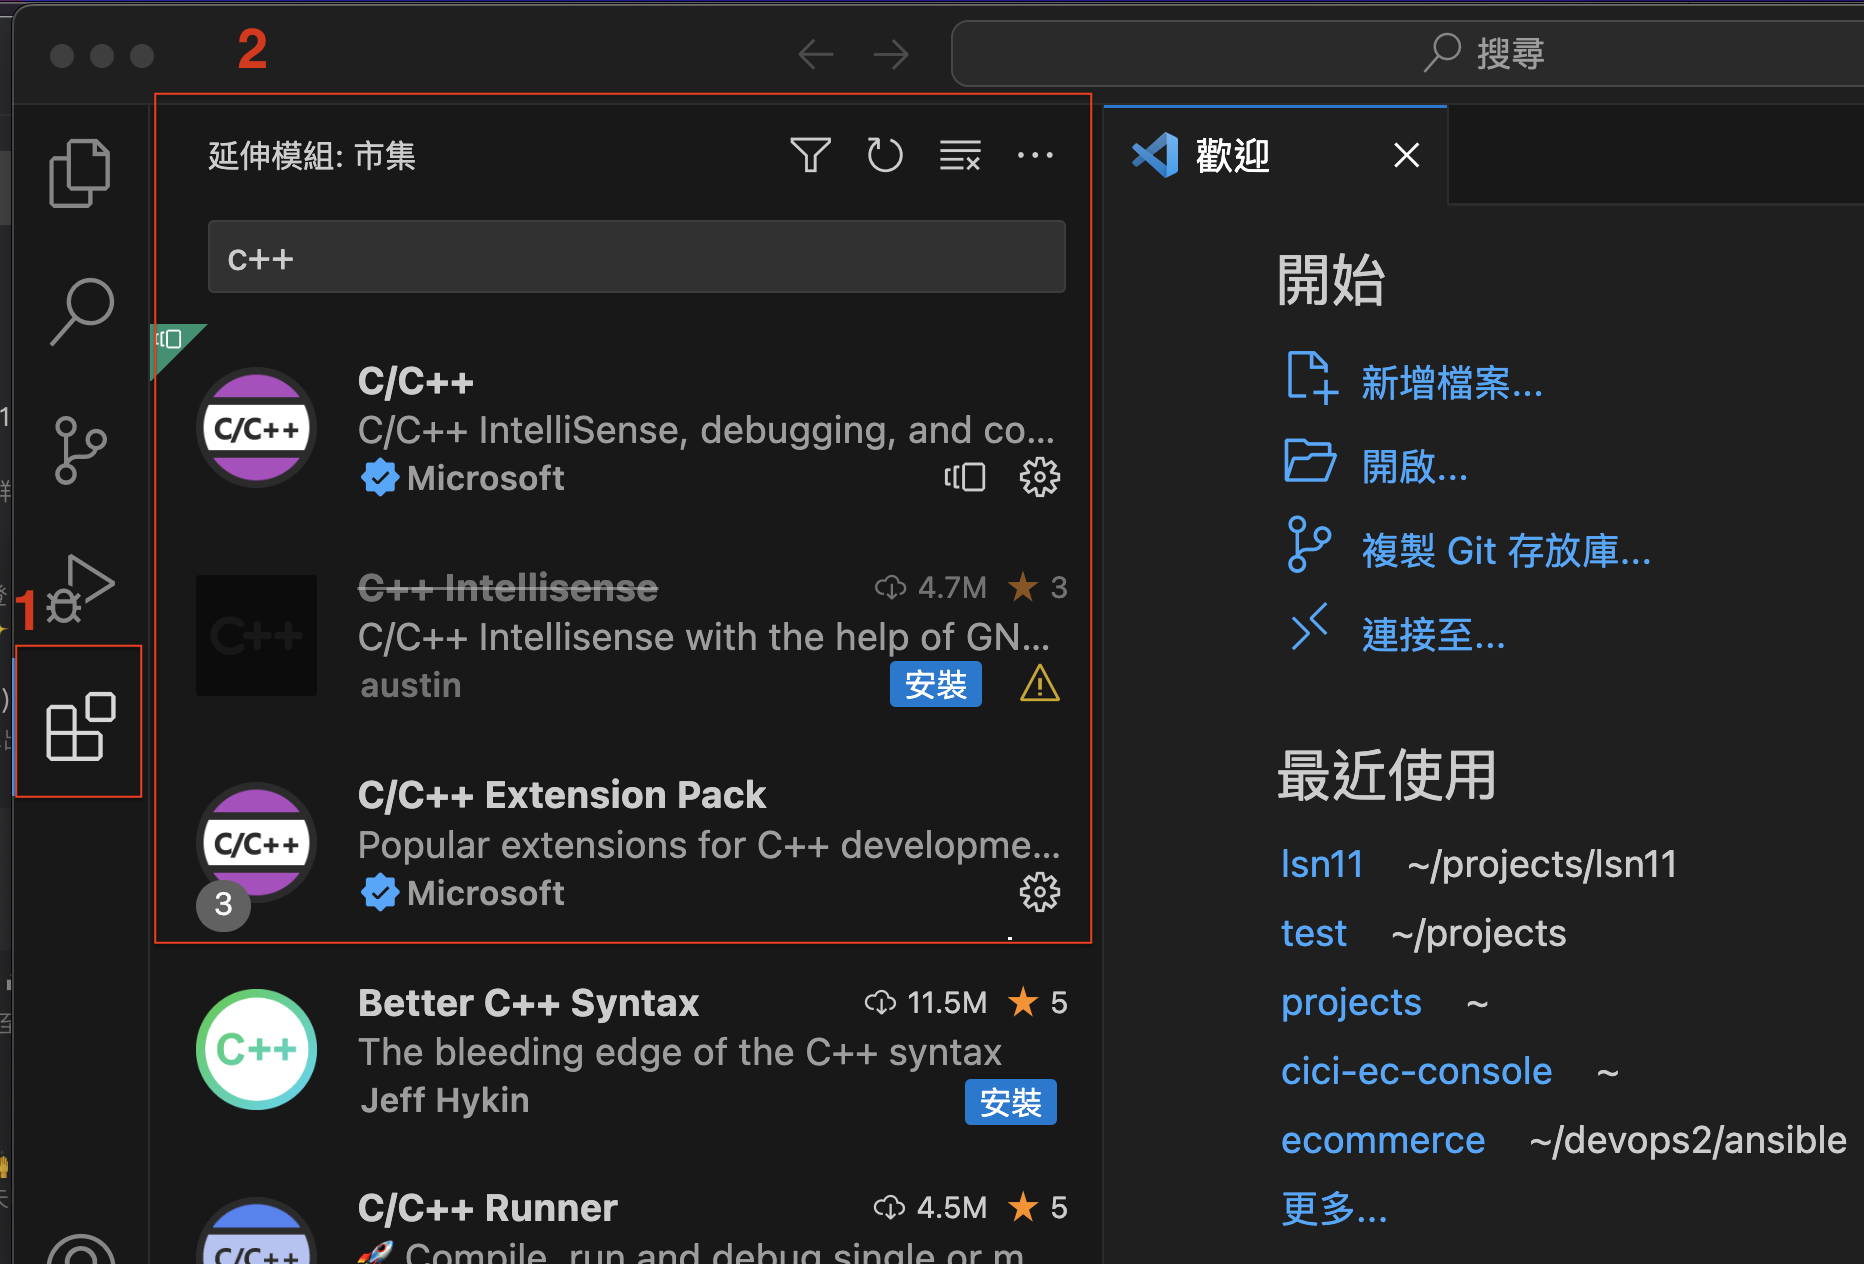 2
搜尋
延伸模組: 市集
歡迎
c++
開始
C/C++
C/C++
C/C++ IntelliSense, debugging, and co...
Microsoft
新增檔案...
開啟...
複製 Git 存放庫...
連接至...
C++
C++ Intellisense 4.7M 3
C/C++ Intellisense with the help of GN...
austin
安裝
1
最近使用
C/C++
C/C++ Extension Pack
Popular extensions for C++ developme...
Microsoft
3
lsn11 ~/projects/lsn11
test ~/projects
projects ~
cici-ec-console ~
ecommerce ~/devops2/ansible
更多...
C++
Better C++ Syntax 11.5M 5
The bleeding edge of the C++ syntax
Jeff Hykin
安裝
C/C++
C/C++ Runner 4.5M 5
🚀 Compile, run and debug single or m